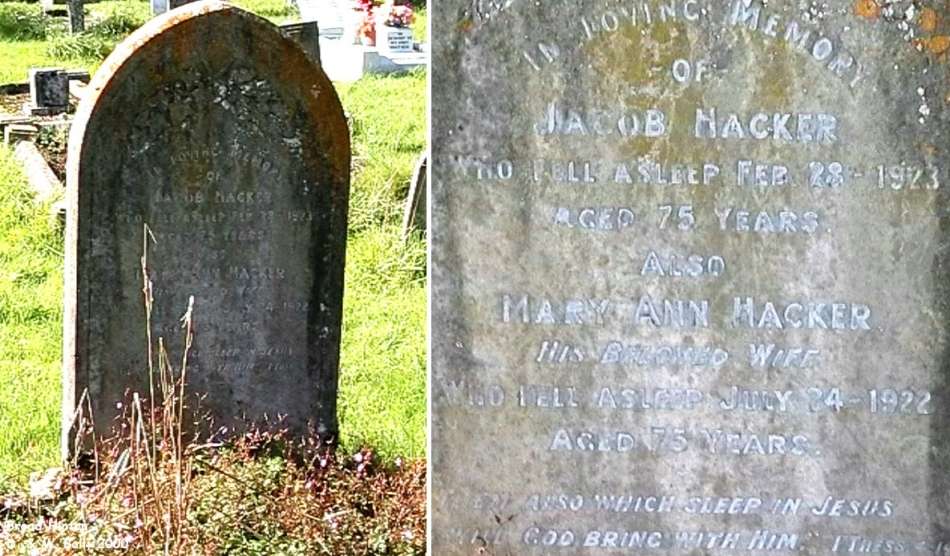 IN LOVING MEMORY
OF
JACOB HACKER
WHO FELL ASLEEP FEB. 28 - 1923
AGED 75 YEARS.
ALSO
MARY ANN HACKER
HIS BELOVED WIFE
WHO FELL ASLEEP JULY 24 - 1922
AGED 75 YEARS.
ALSO WHICH SLEEP IN JESUS
GOD BRING WITH HIM."